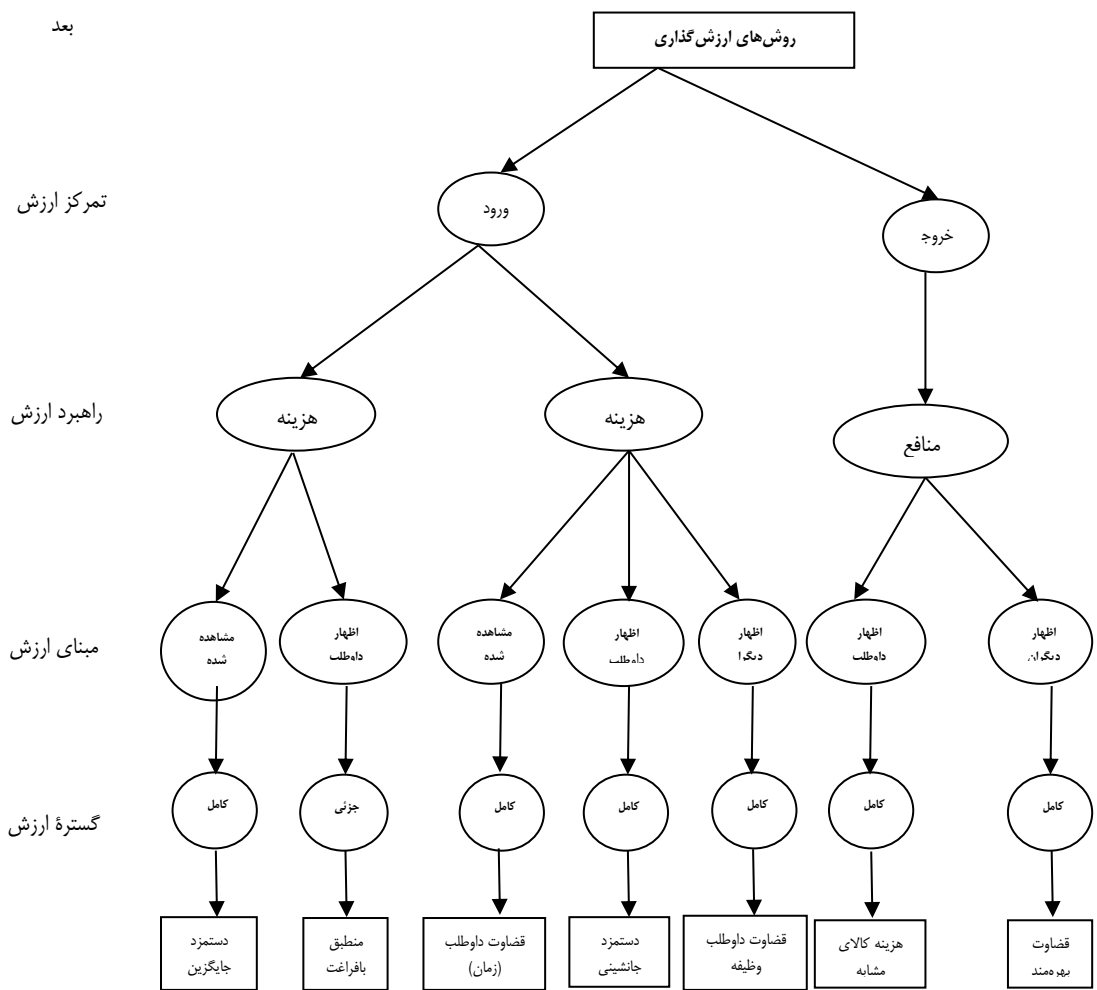 بعد
روش‌های ارزش‌گذاری
تمرکز ارزش
ورود
خروج
راهبرد ارزش
هزینه
هزینه
منافع
مبنای ارزش
مشاهده
شده
اظهار
داوطلب
مشاهده
شده
اظهار
داوطلب
اظهار
دیگرا
اظهار
داوطلب
اظهار
دیگران
گسترهٔ ارزش
کامل
جزئی
کامل
کامل
کامل
کامل
کامل
دستمزد
جایگزین
منطبق
بافراغت
قضاوت داوطلب
(زمان)
دستمزد
جانشینی
قضاوت داوطلب
وظیفه
هزینه کالای
مشابه
قضاوت
بهره‌مند